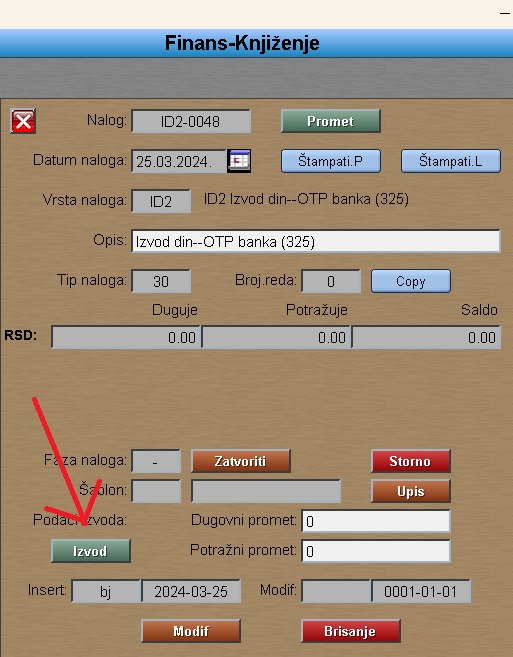 Finans-Knjiženje
Nalog: ID2-0048 Promet
Datum naloga: 25.03.2024. Štampati.P Štampati.L
Vrsta naloga: ID2 ID2 Izvod din--OTP banka (325)
Opis: Izvod din--OTP banka (325)
Tip naloga: 30 Broj.reda: 0 Copy
Duguje Potražuje Saldo
RSD: 0.00 0.00 0.00
Faza naloga: - Zatvoriti Storno
Šablon: Upis
Podaci izvoda: Dugovni promet: 0
Izvod Potražni promet: 0
Insert: bj 2024-03-25 Modif: 0001-01-01
Modif Brisanje